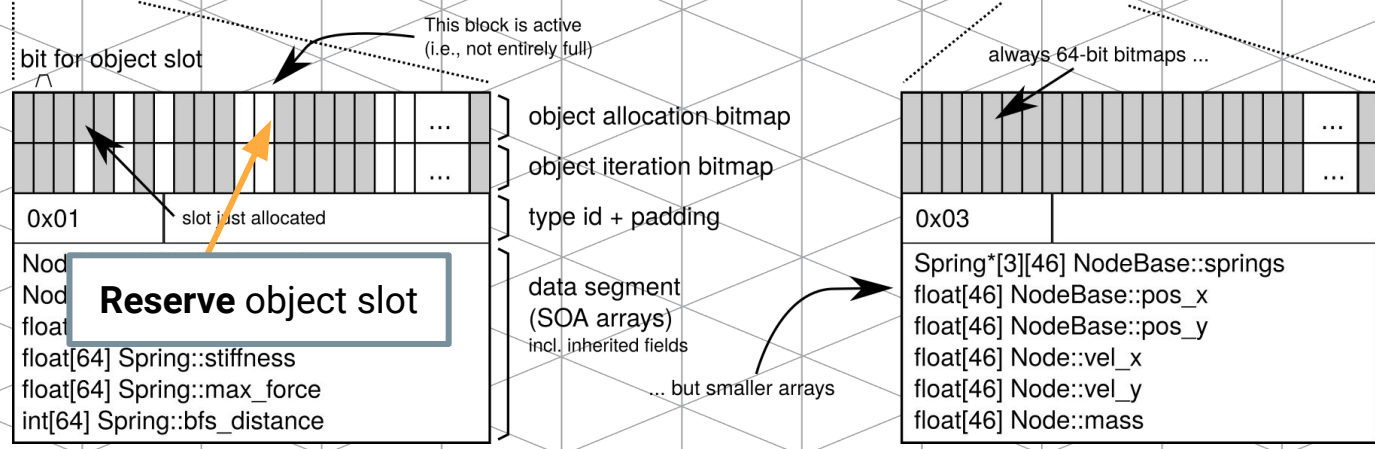 This block is active
(i.e., not entirely full)
bit for object slot
...
object allocation bitmap
...
object iteration bitmap
0x01
slot just allocated
type id + padding
Nod
Nod
float
Reserve object slot
float[64] Spring::stiffness
float[64] Spring::max_force
int[64] Spring::bfs_distance
data segment
(SOA arrays)
incl. inherited fields
... but smaller arrays
always 64-bit bitmaps ...
...
...
0x03
Spring*[3][46] NodeBase::springs
float[46] NodeBase::pos_x
float[46] NodeBase::pos_y
float[46] Node::vel_x
float[46] Node::vel_y
float[46] Node::mass